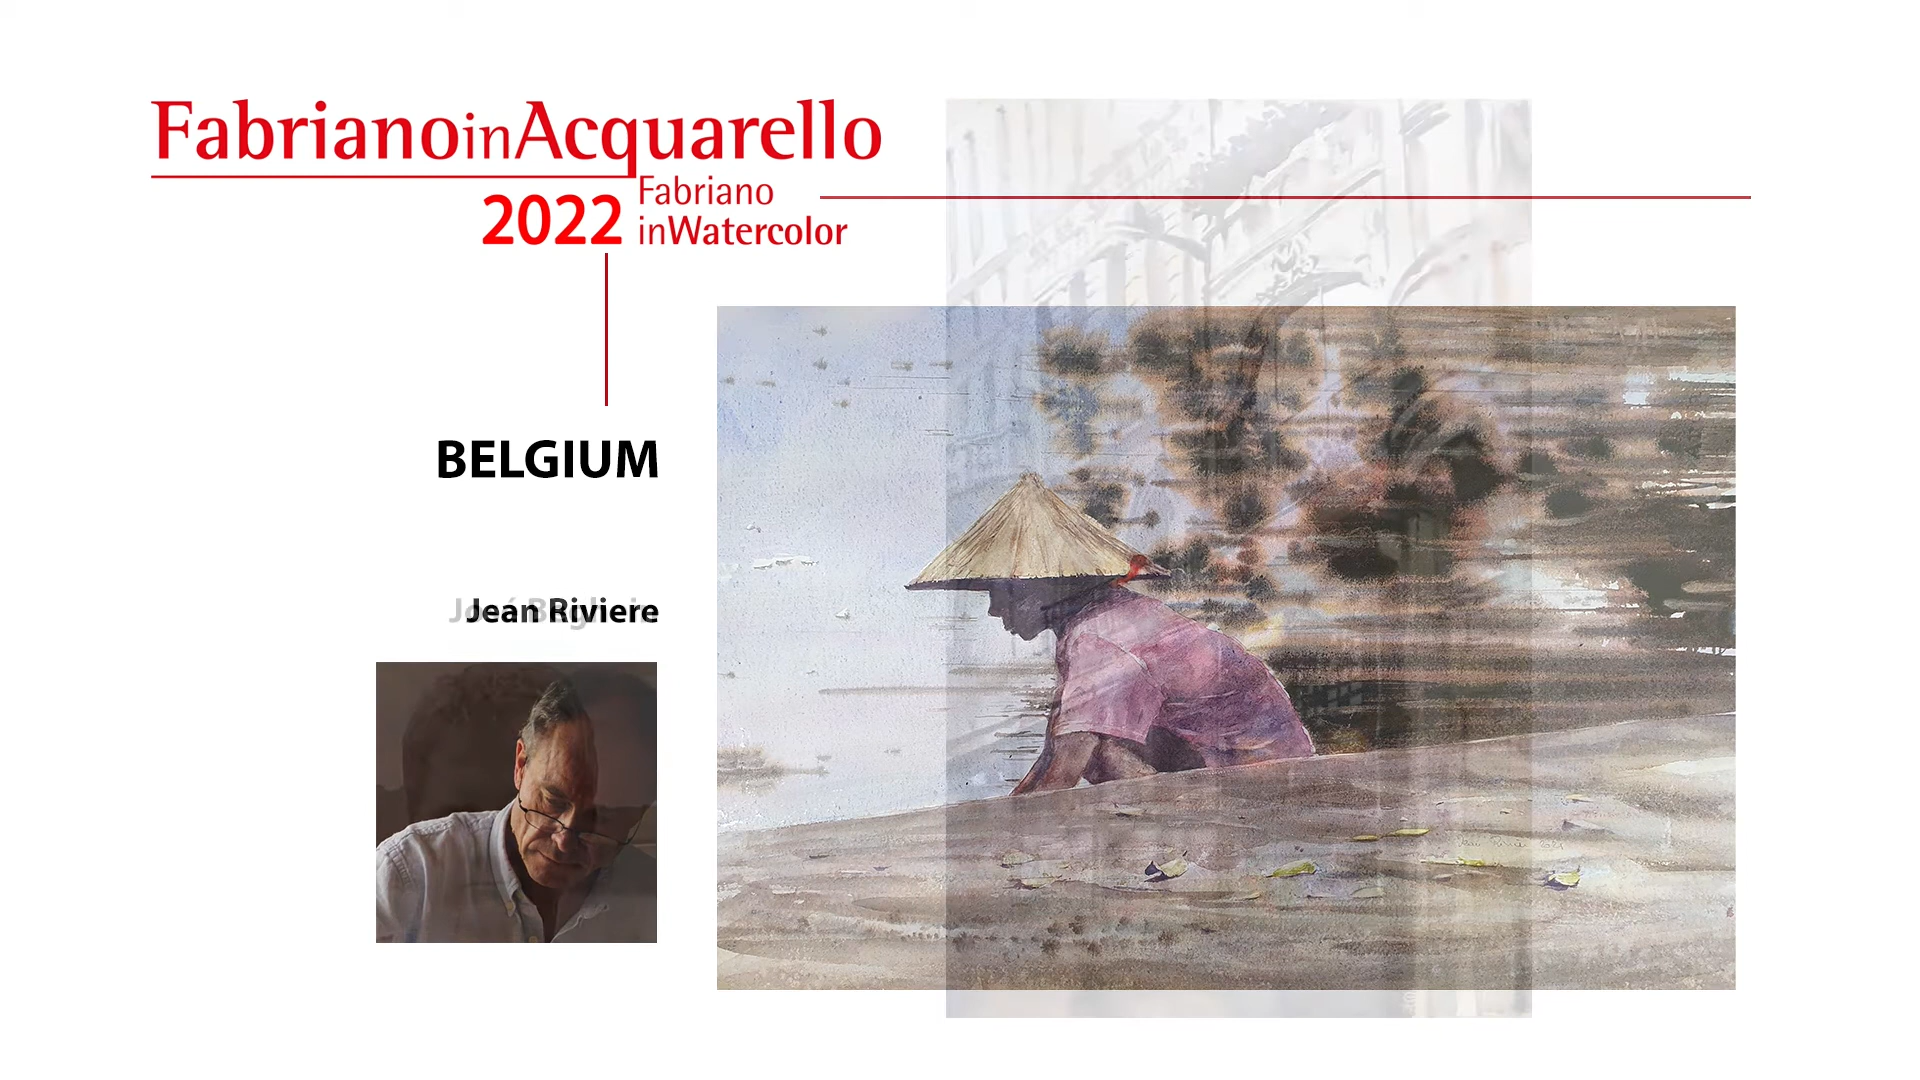 FabrianoinAcquarello
2022 Fabriano
inWatercolor
BELGIUM
Jean Riviere